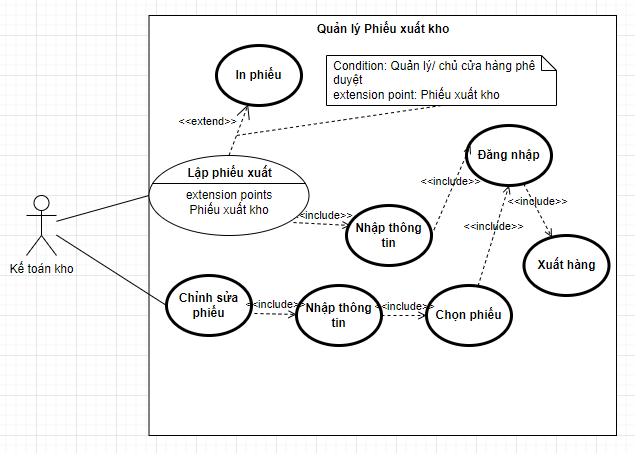 Quản lý Phiếu xuất kho
In phiếu
Condition: Quản lý/ chủ cửa hàng phê
duyệt
extension point: Phiếu xuất kho
<<extend>>
Lập phiếu xuất
extension points
Phiếu xuất kho
Đăng nhập
<<include>>
<<include>>
<<include>>
Nhập thông
tin
<<include>>
Xuất hàng
Kế toán kho
Chỉnh sửa
phiếu
<<include>>
Nhập thông
tin
<<include>>
Chọn phiếu